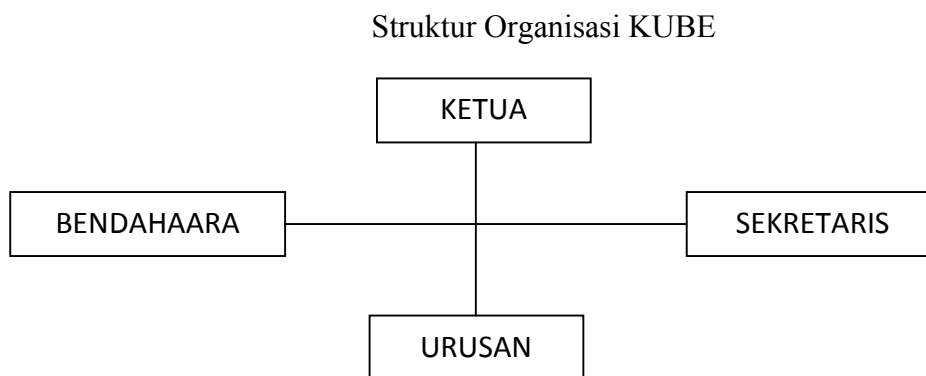 Struktur Organisasi KUBE
KETUA
BENDAHAARA
SEKRETARIS
URUSAN